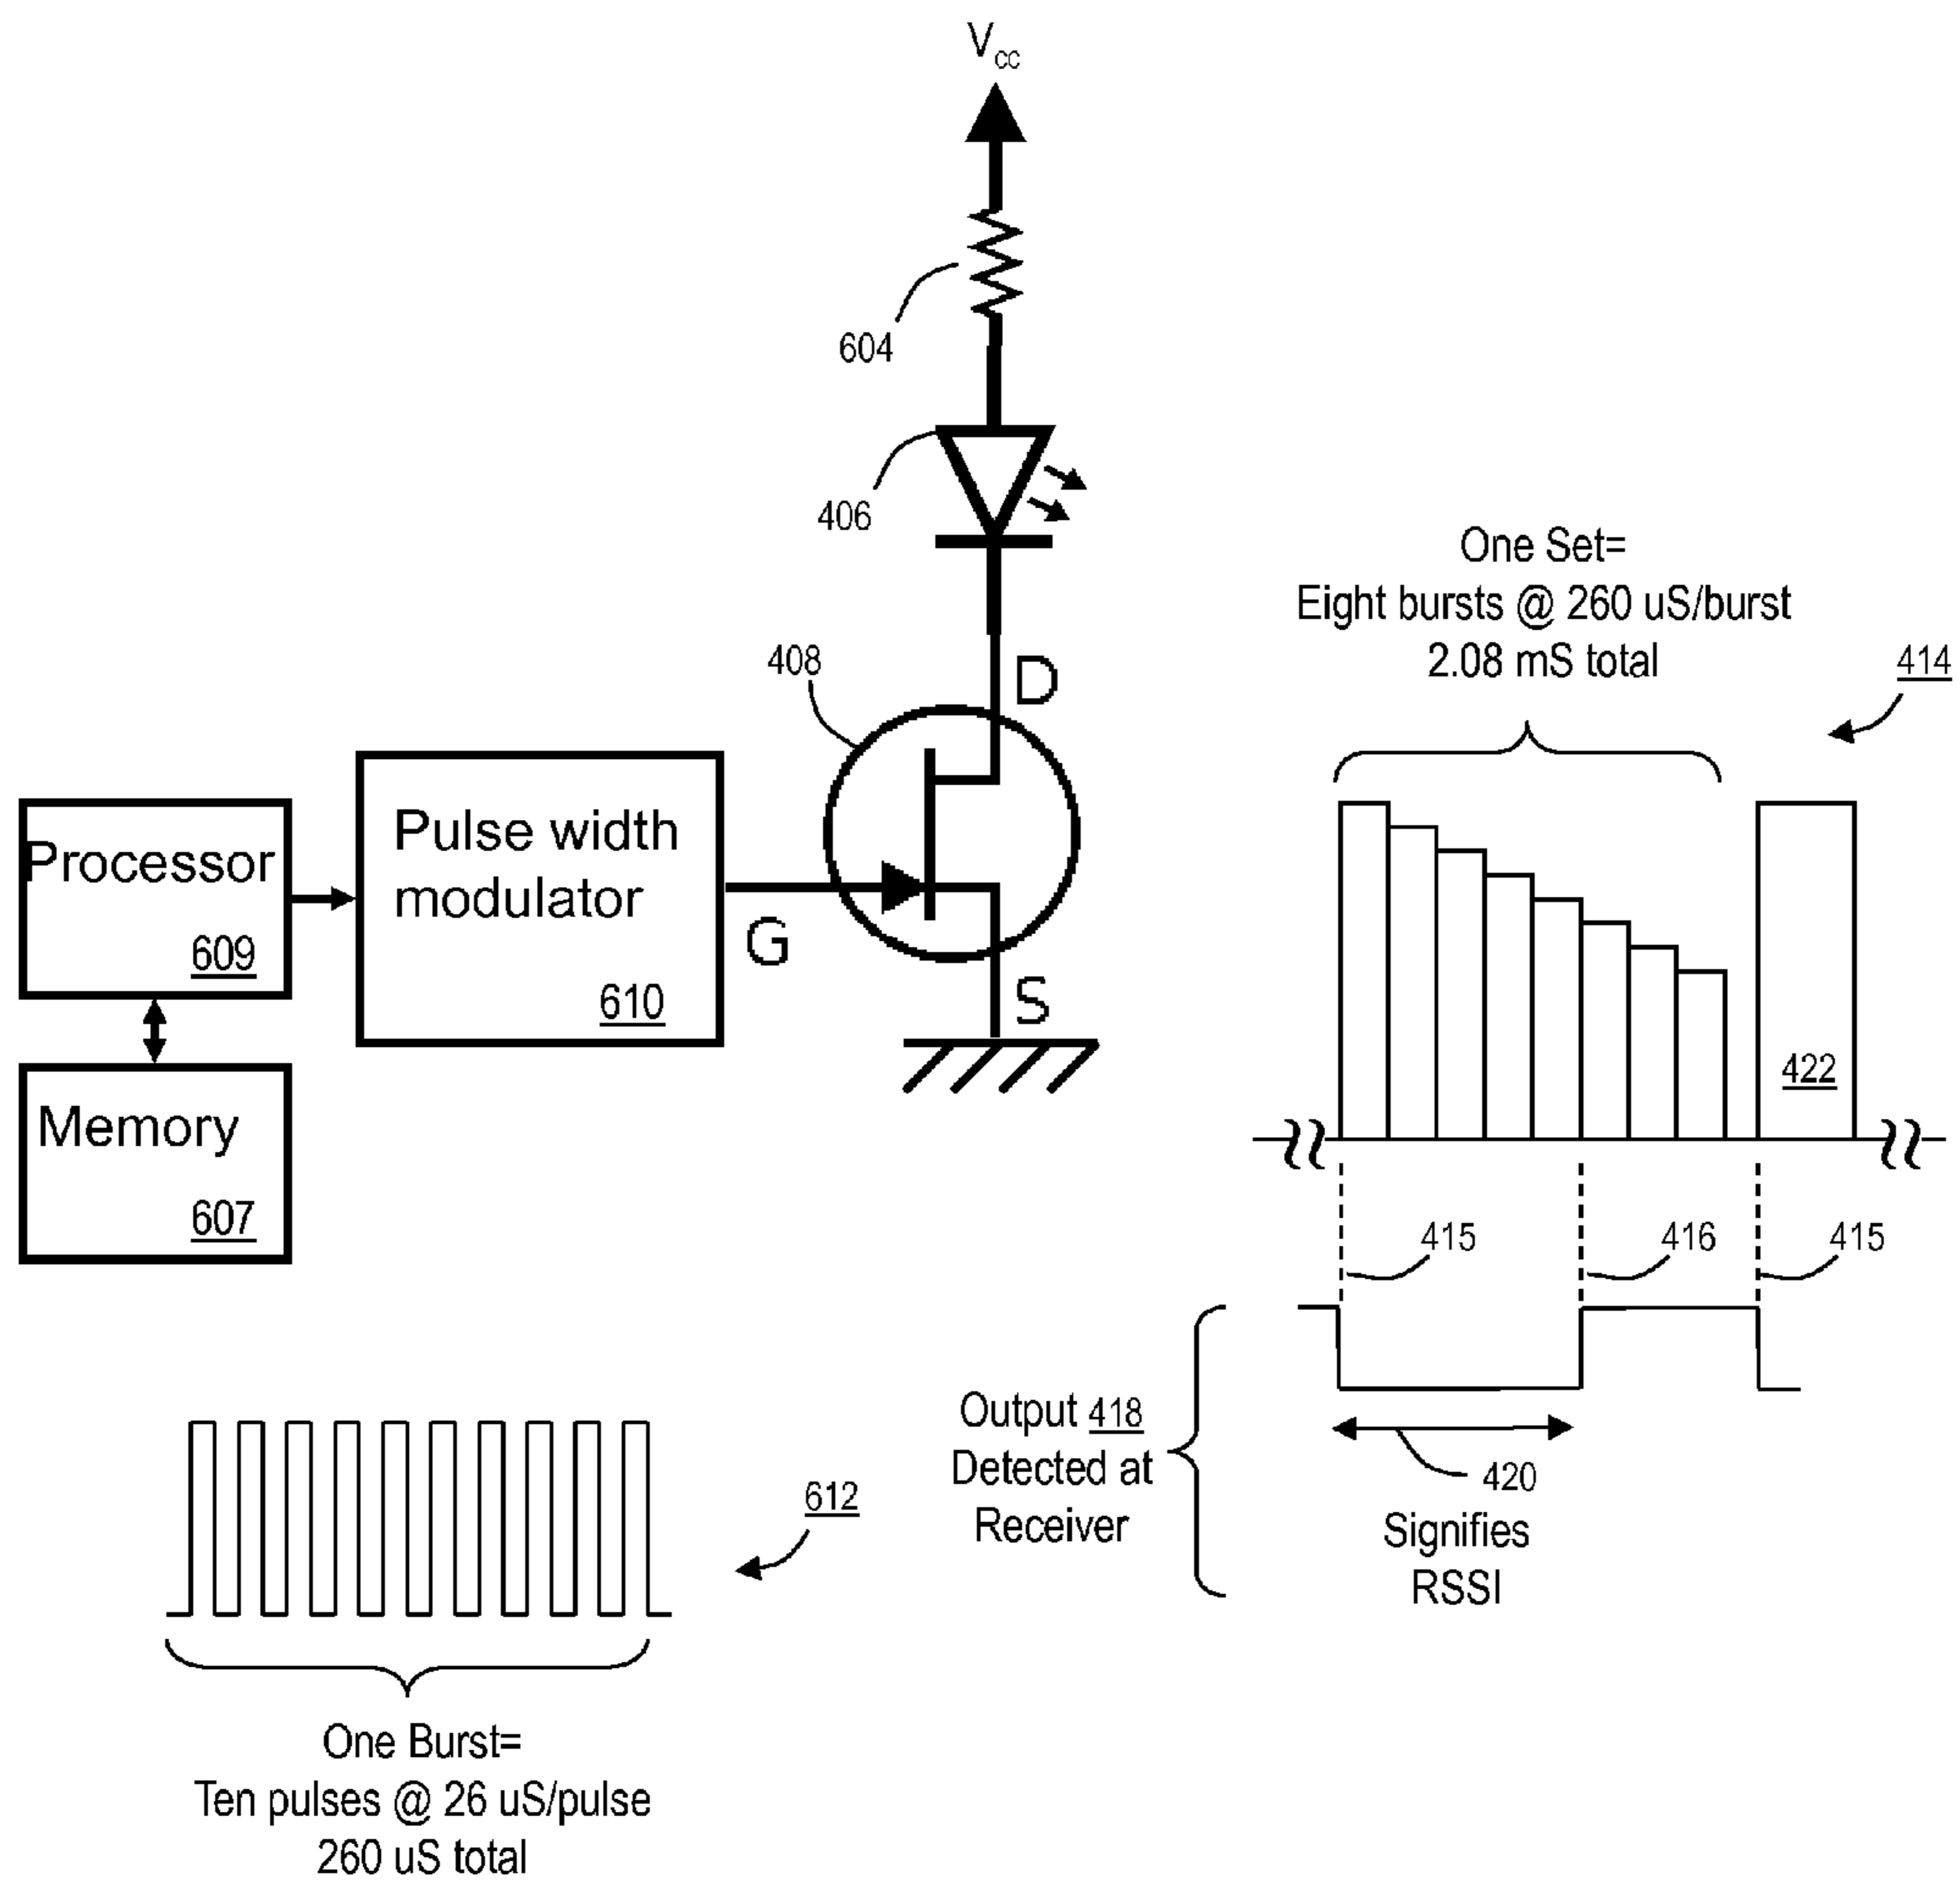 Vcc
604
406
408
D
G
S
Processor
609
Pulse width
modulator
610
Memory
607
One Set=
Eight bursts @ 260 uS/burst
2.08 mS total
414
422
415
416
415
Output 418
Detected at
Receiver
420
Signifies
RSSI
612
One Burst=
Ten pulses @ 26 uS/pulse
260 uS total